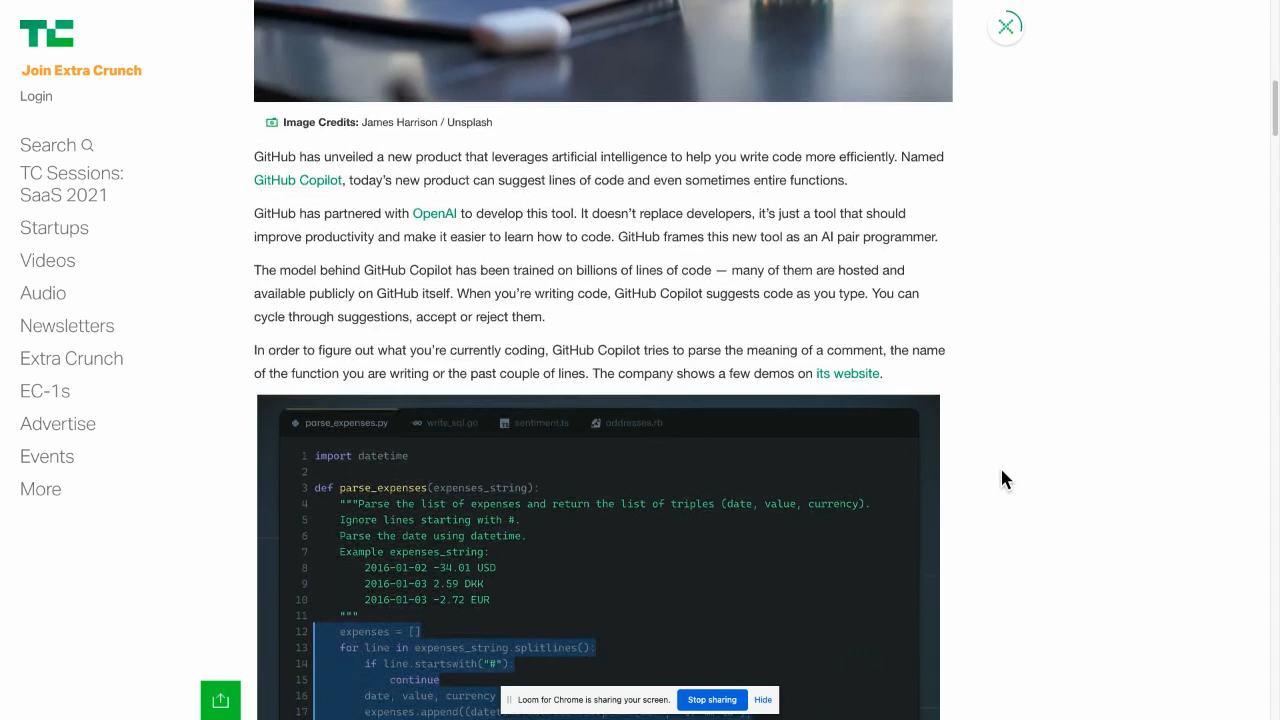 TC
Join Extra Crunch
Login
Search
TC Sessions:
SaaS 2021
Startups
Videos
Audio
Newsletters
Extra Crunch
EC-1s
Advertise
Events
More
Image Credits: James Harrison / Unsplash
GitHub has unveiled a new product that leverages artificial intelligence to help you write code more efficiently. Named
GitHub Copilot, today’s new product can suggest lines of code and even sometimes entire functions.
GitHub has partnered with OpenAI to develop this tool. It doesn’t replace developers, it’s just a tool that should
improve productivity and make it easier to learn how to code. GitHub frames this new tool as an AI pair programmer.
The model behind GitHub Copilot has been trained on billions of lines of code — many of them are hosted and
available publicly on GitHub itself. When you’re writing code, GitHub Copilot suggests code as you type. You can
cycle through suggestions, accept or reject them.
In order to figure out what you’re currently coding, GitHub Copilot tries to parse the meaning of a comment, the name
of the function you are writing or the past couple of lines. The company shows a few demos on its website.
parse_expenses.py write_sql.go sentiment.ts addresses.rb
1 import datetime
2
3 def parse_expenses(expenses_string):
4 """Parse the list of expenses and return the list of triples (date, value, currency).
5 Ignore lines starting with #.
6 Parse the date using datetime.
7 Example expenses_string:
8 2016-01-02 -34.01 USD
9 2016-01-03 2.59 DKK
10 2016-01-03 -2.72 EUR
11 """
12 expenses = []
13 for line in expenses_string.splitlines():
14 if line.startswith("#"):
15 continue
16 date, value, currency
17 expenses.append((datet
Loom for Chrome is sharing your screen. Stop sharing Hide